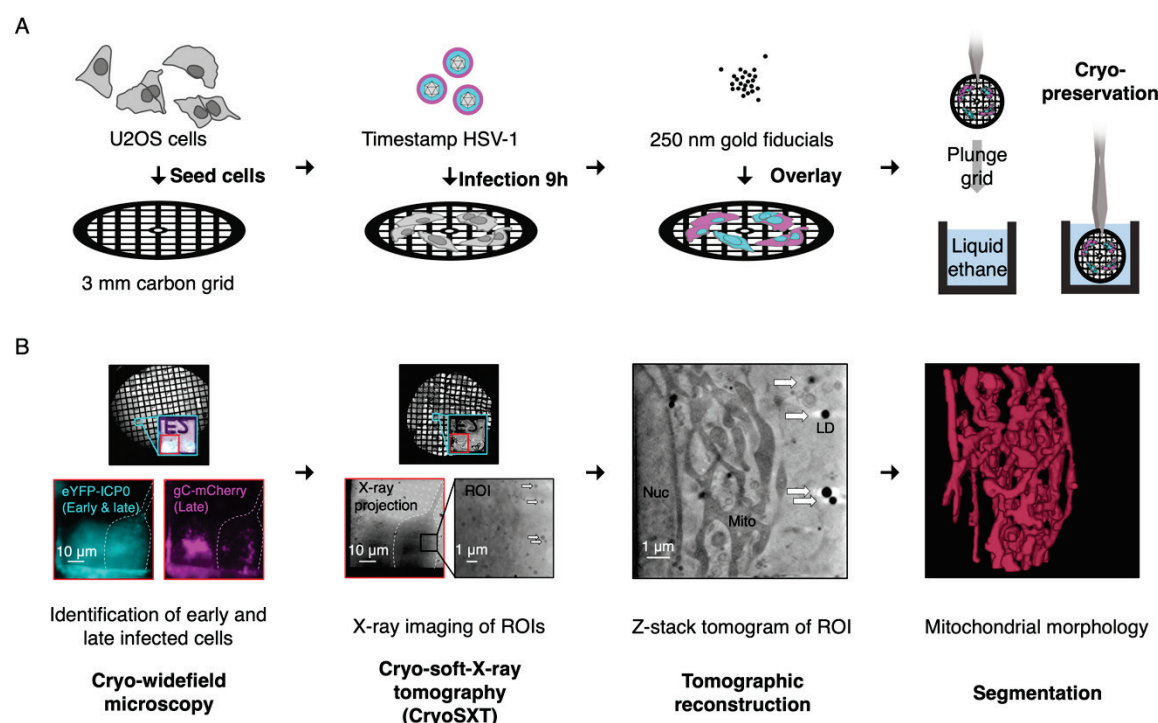 A
U2OS cells
Seed cells
3 mm carbon grid
Timestamp HSV-1
Infection 9h
250 nm gold fiducials
Overlay
Cryo-
preservation
Plunge
grid
Liquid
ethane
B
eYFP-ICP0
(Early & late)
10 µm
gC-mCherry
(Late)
10 µm
Identification of early and
late infected cells
Cryo-widefield
microscopy
X-ray
projection
10 µm
ROI
1 µm
X-ray imaging of ROIs
Cryo-soft-X-ray
tomography
(CryoSXT)
LD
Nuc
Mito
1 µm
Z-stack tomogram of ROI
Tomographic
reconstruction
Mitochondrial morphology
Segmentation